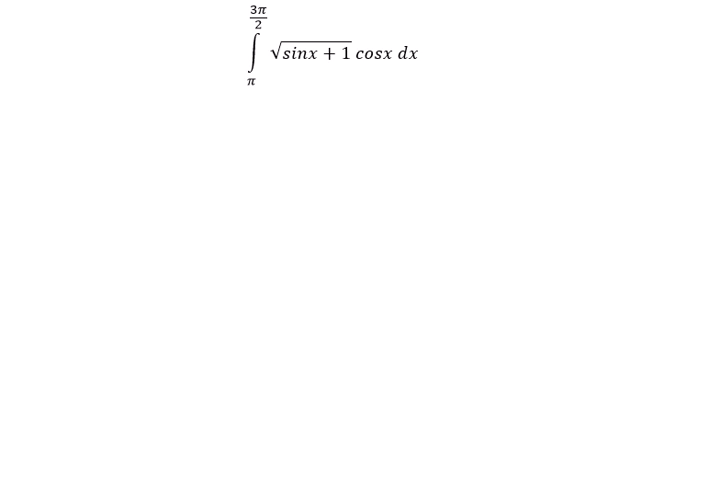 ∫_{π}^{3π/2} √(sinx + 1) cosx dx